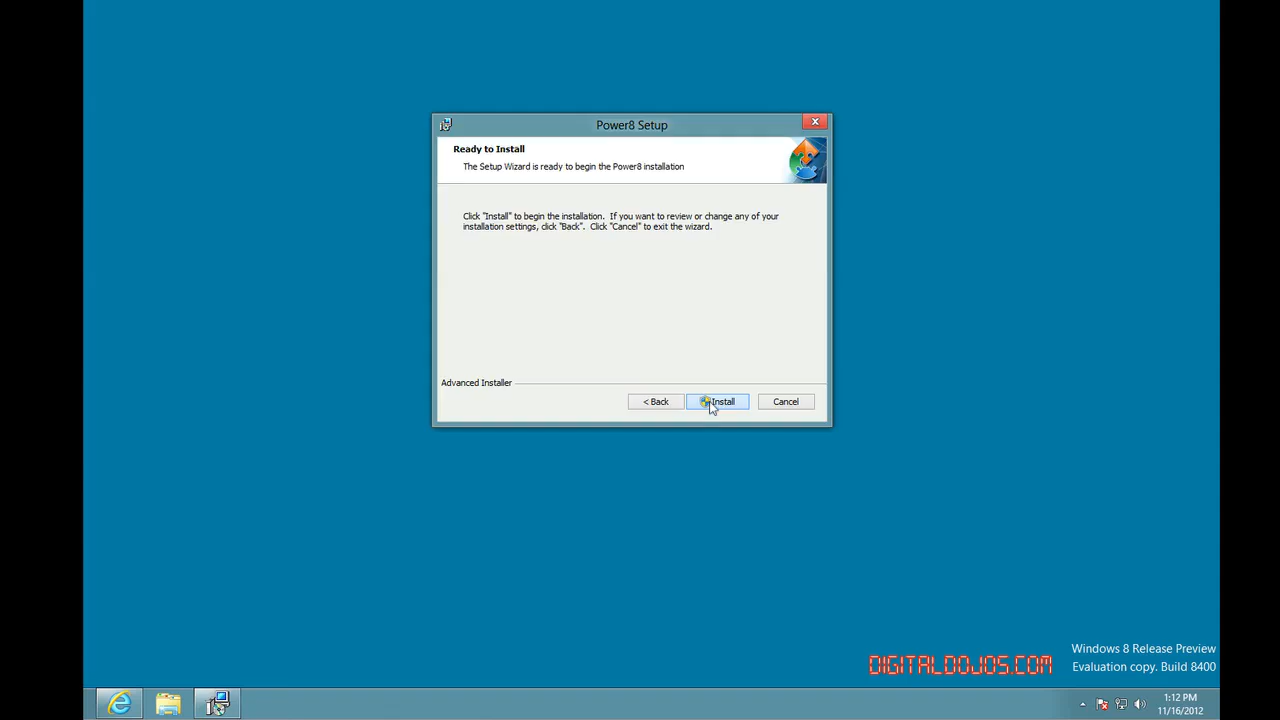 Power8 Setup
Ready to Install
The Setup Wizard is ready to begin the Power8 installation
Click "Install" to begin the installation. If you want to review or change any of your
installation settings, click "Back". Click "Cancel" to exit the wizard.
Advanced Installer
< Back
Install
Cancel
DIGITALDOJOS.COM
Windows 8 Release Preview
Evaluation copy. Build 8400
1:12 PM
11/16/2012